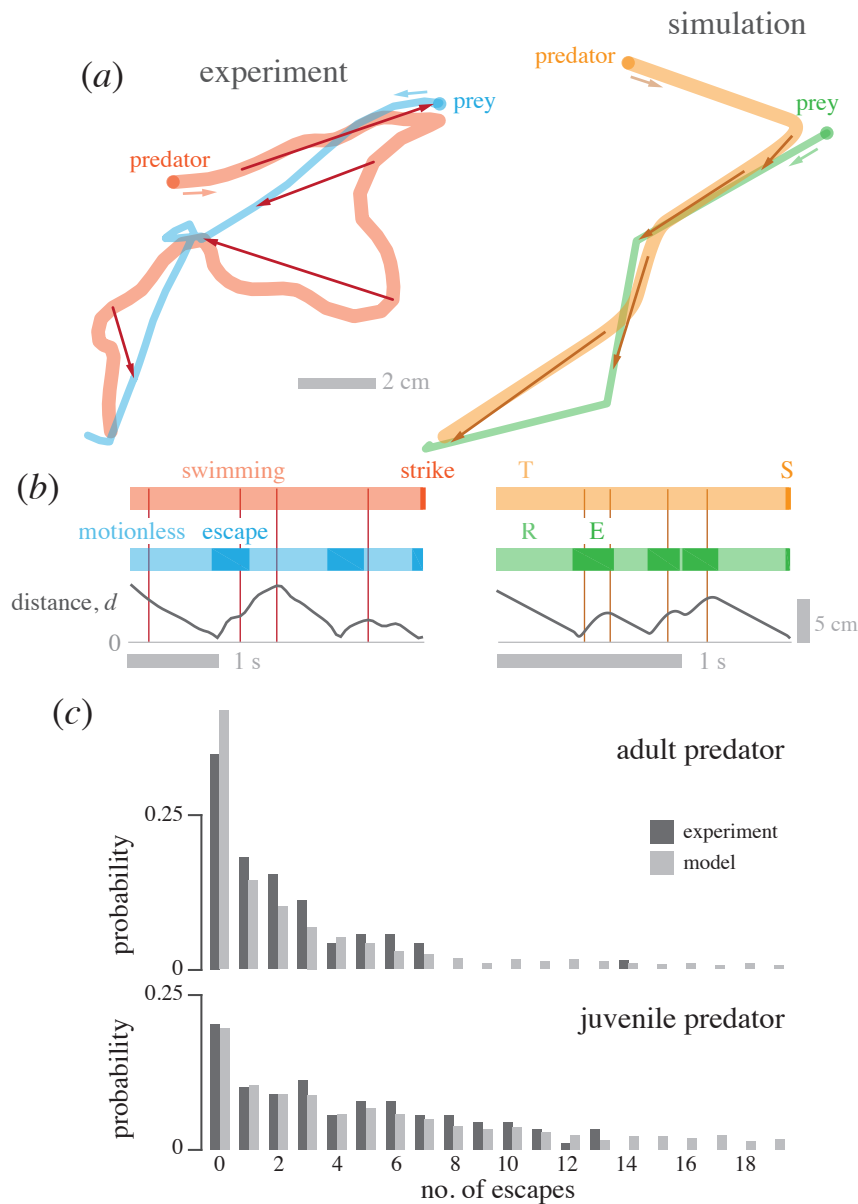 (a)
experiment
simulation
predator
prey
predator
prey
2 cm
(b)
swimming
strike
T
S
motionless
escape
R
E
distance, d
0
5 cm
1 s
1 s
(c)
adult predator
0.25
experiment
model
probability
0
0.25
juvenile predator
probability
0
0 2 4 6 8 10 12 14 16 18
no. of escapes